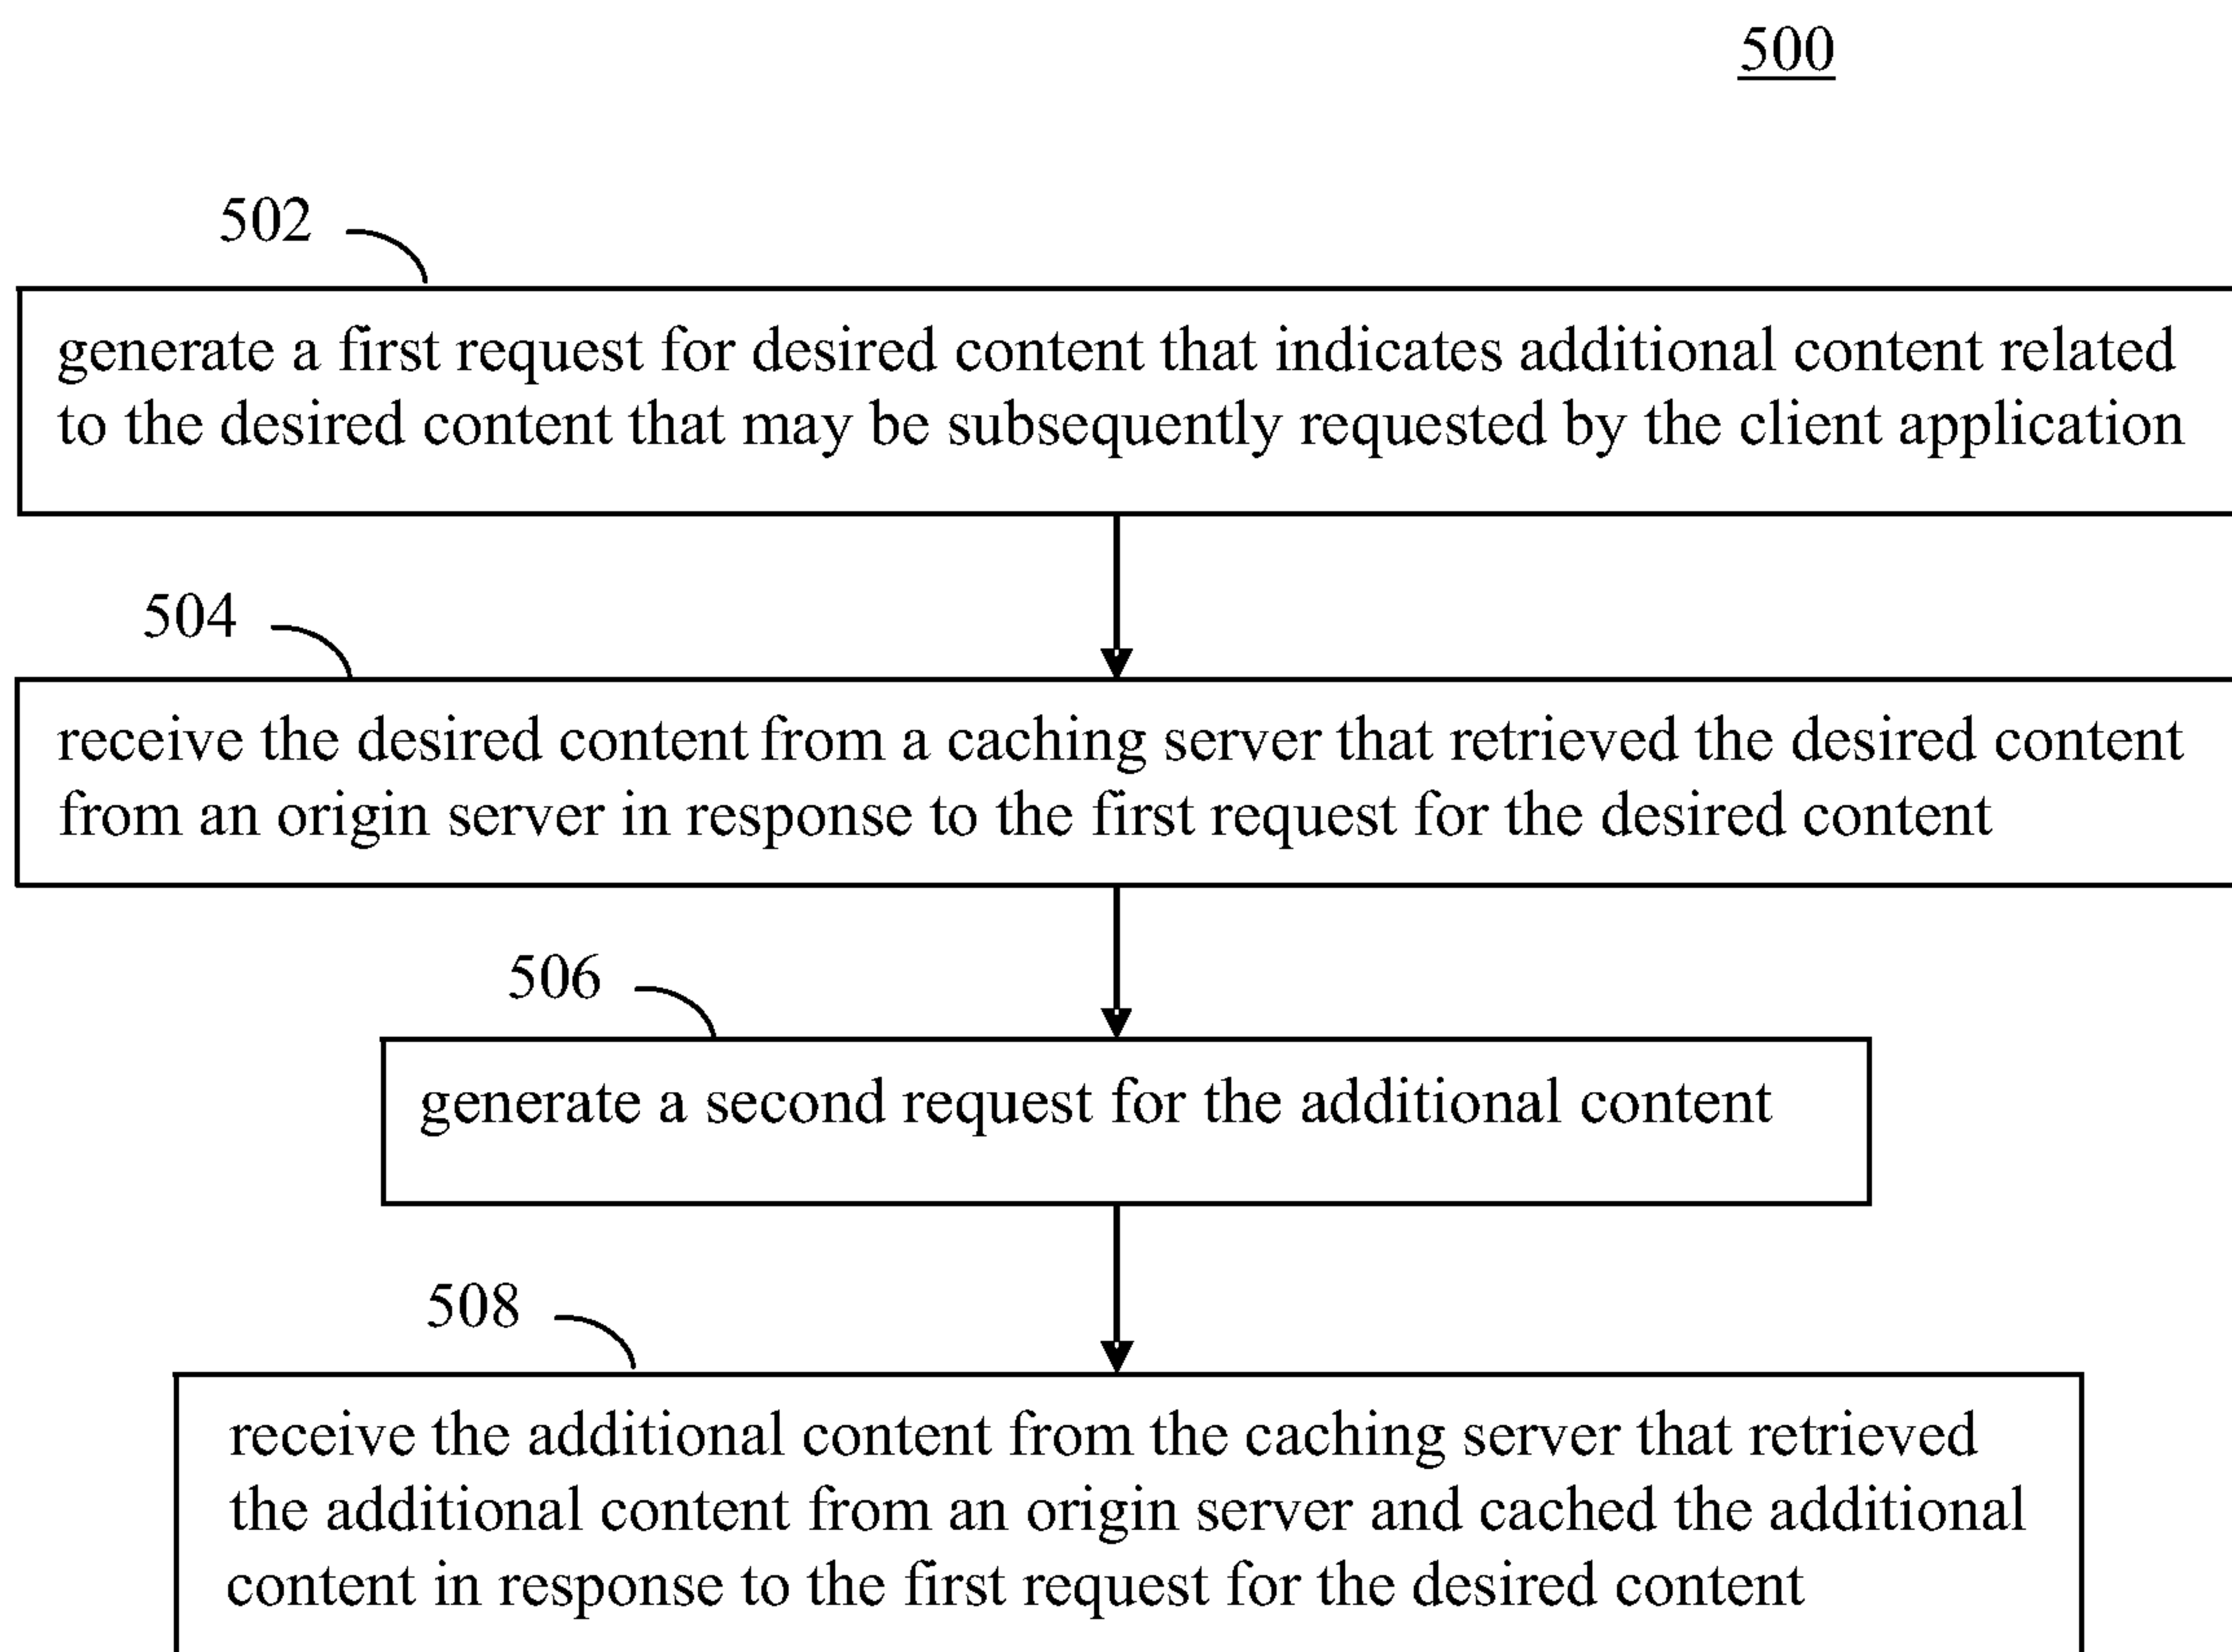 500
502
generate a first request for desired content that indicates additional content related
to the desired content that may be subsequently requested by the client application
504
receive the desired content from a caching server that retrieved the desired content
from an origin server in response to the first request for the desired content
506
generate a second request for the additional content
508
receive the additional content from the caching server that retrieved
the additional content from an origin server and cached the additional
content in response to the first request for the desired content